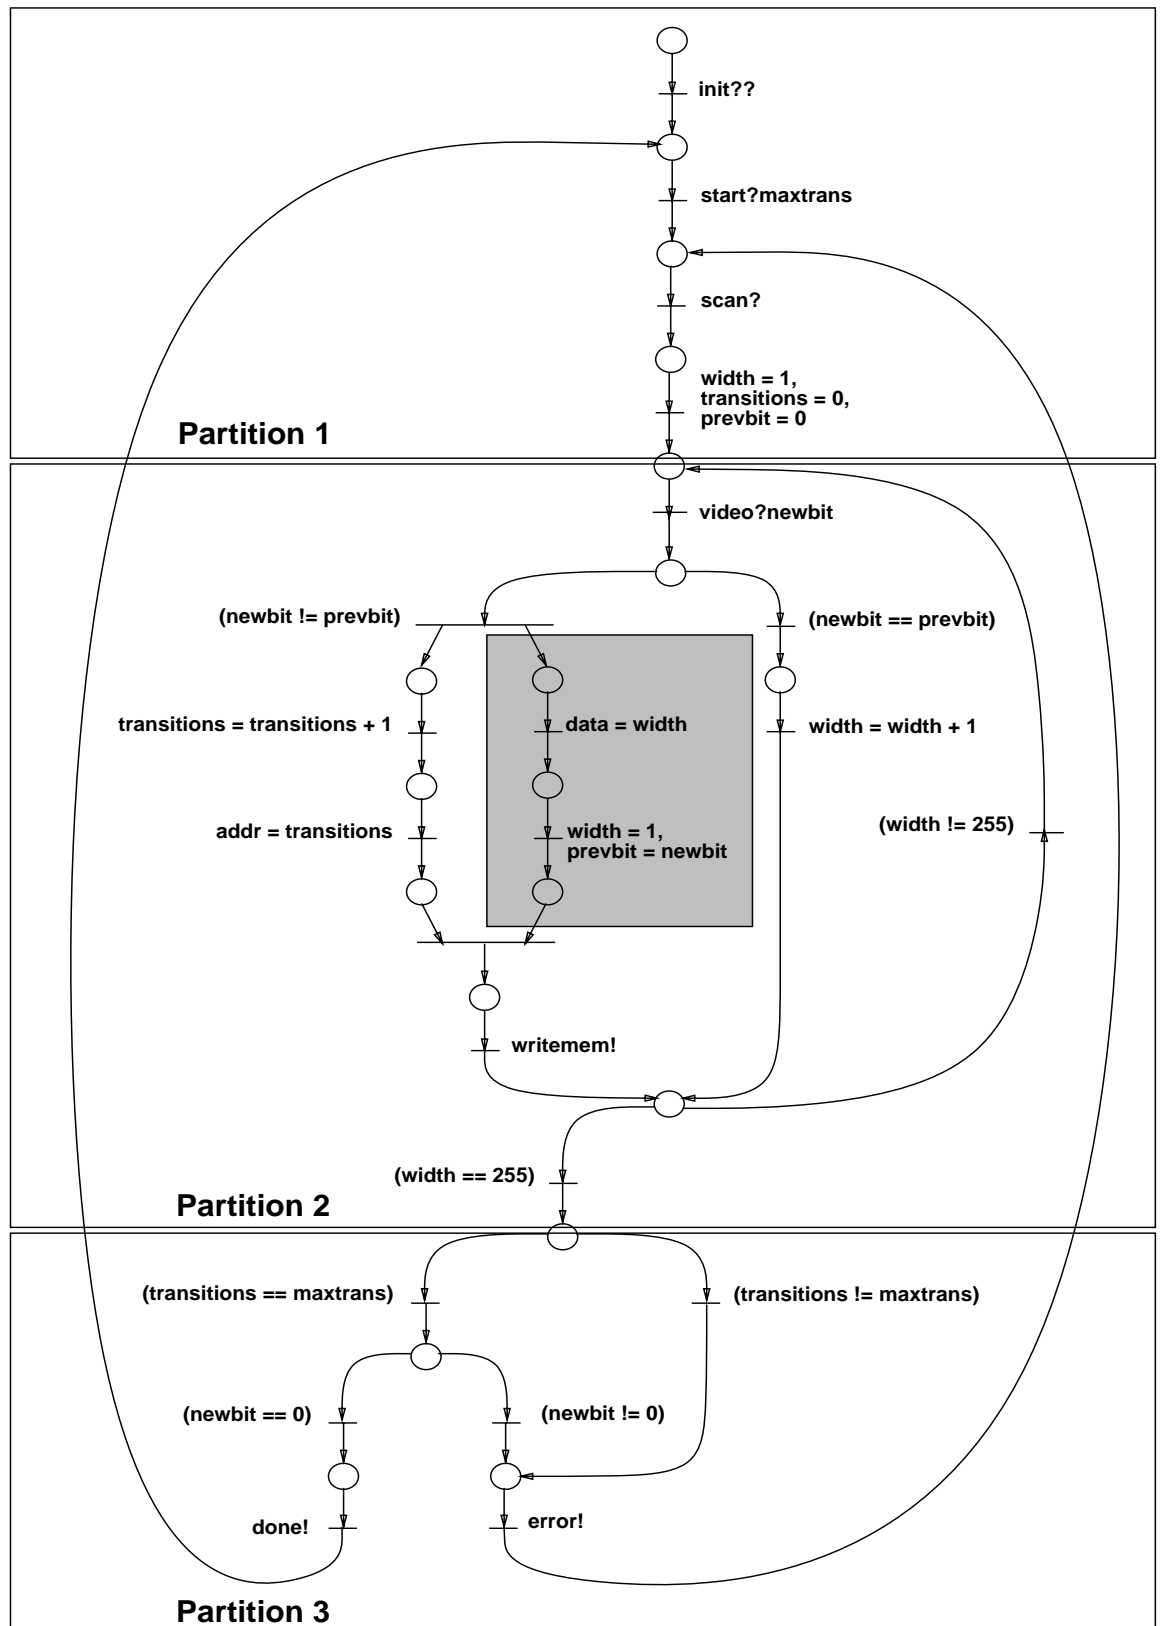 init??
start?maxtrans
scan?
width = 1,
transitions = 0,
prevbit = 0
Partition 1
video?newbit
(newbit != prevbit)
(newbit == prevbit)
transitions = transitions + 1
data = width
width = width + 1
addr = transitions
width = 1,
prevbit = newbit
(width != 255)
writemem!
(width == 255)
Partition 2
(transitions == maxtrans)
(transitions != maxtrans)
(newbit == 0)
(newbit != 0)
done!
error!
Partition 3